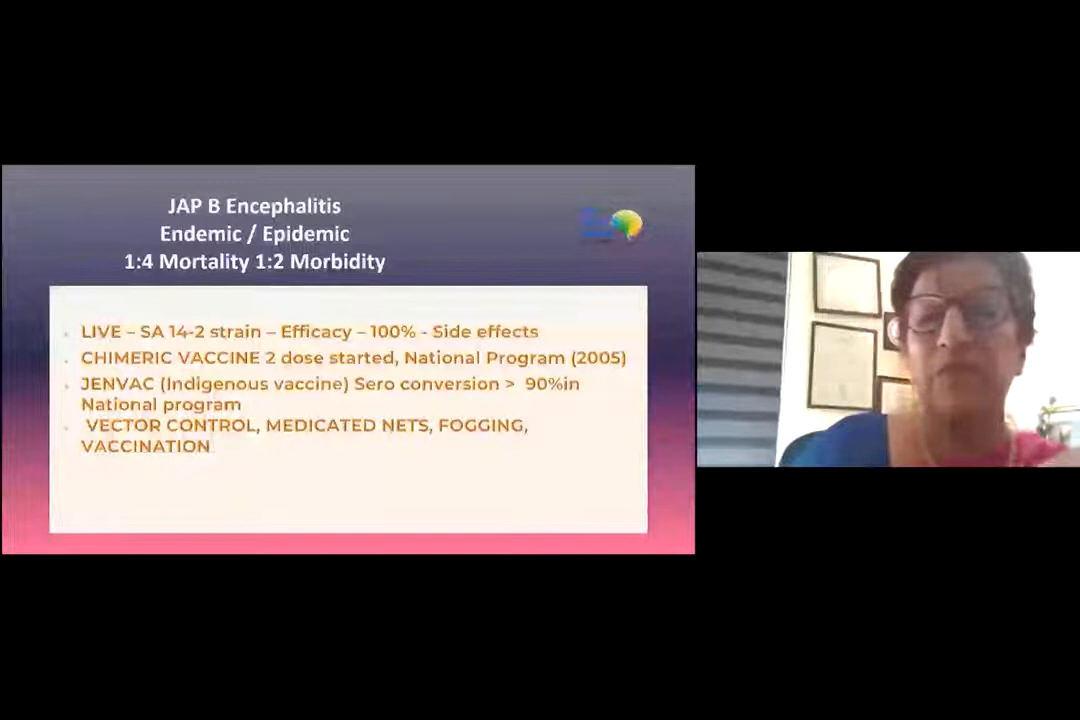 JAP B Encephalitis
Endemic / Epidemic
1:4 Mortality 1:2 Morbidity
LIVE – SA 14-2 strain – Efficacy – 100% - Side effects
CHIMERIC VACCINE 2 dose started, National Program (2005)
JENVAC (Indigenous vaccine) Sero conversion > 90%in
National program
VECTOR CONTROL, MEDICATED NETS, FOGGING,
VACCINATION